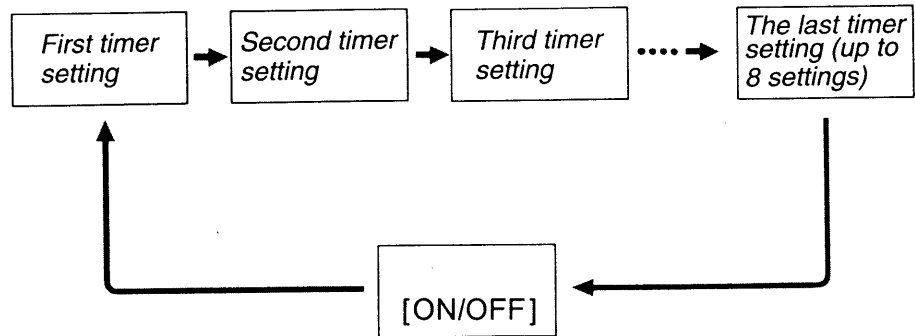 First timer
setting
Second timer
setting
Third timer
setting
The last timer
setting (up to
8 settings)
[ON/OFF]